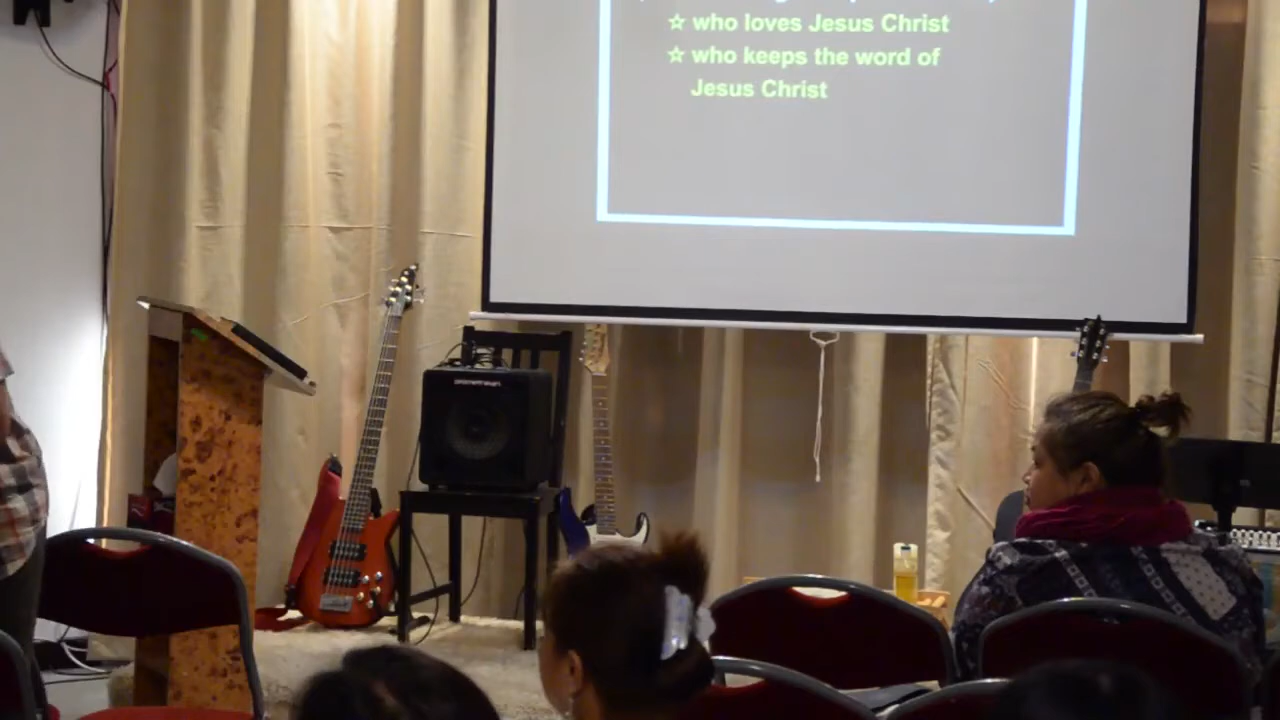 ☆ who loves Jesus Christ
☆ who keeps the word of
Jesus Christ